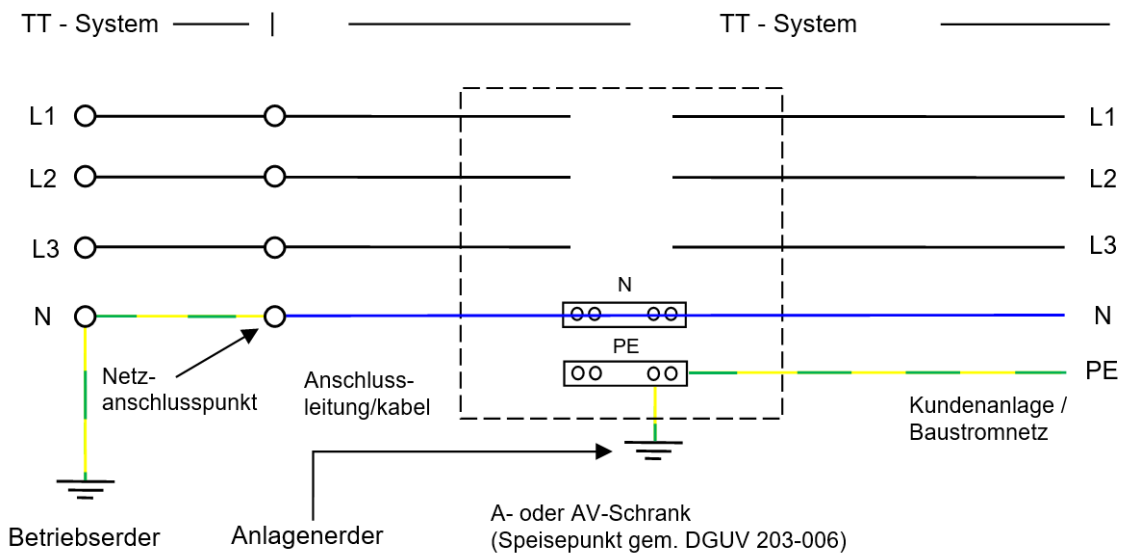 TT - System
TT - System
L1
L1
L2
L2
L3
L3
N
N
N
PE
PE
Netz-
anschlusspunkt
Anschluss-
leitung/kabel
Kundenanlage /
Baustromnetz
Betriebserder
Anlagenerder
A- oder AV-Schrank
(Speisepunkt gem. DGUV 203-006)